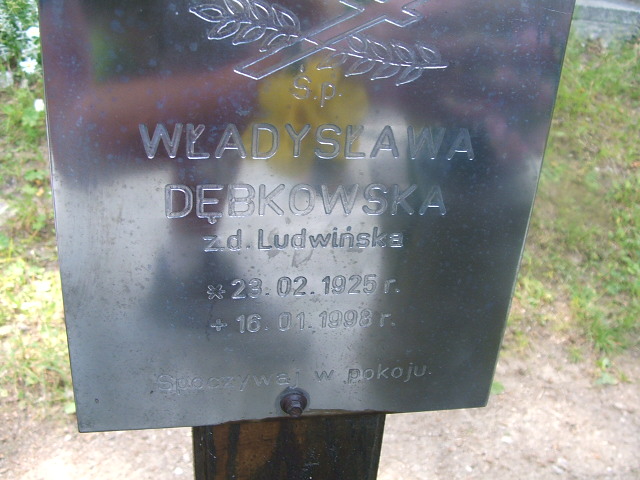 Ś.p.
WŁADYSŁAWA
DĘBKOWSKA
z.d. Ludwińska
* 23.02.1925 r.
+ 16.01.1998 r.
Spoczywaj w pokoju.